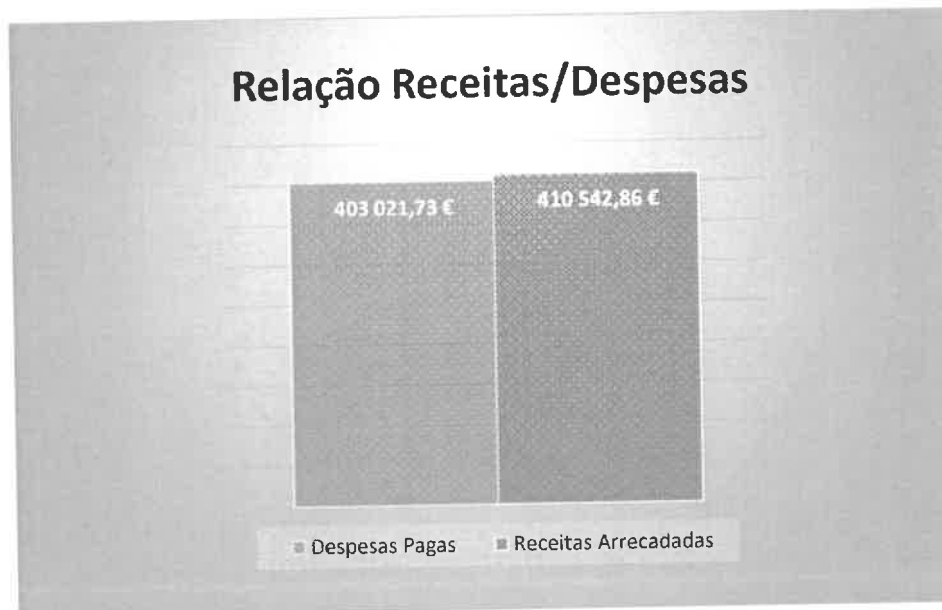 Relação Receitas/Despesas
403 021,73 €
410 542,86 €
Despesas Pagas
Receitas Arrecadadas